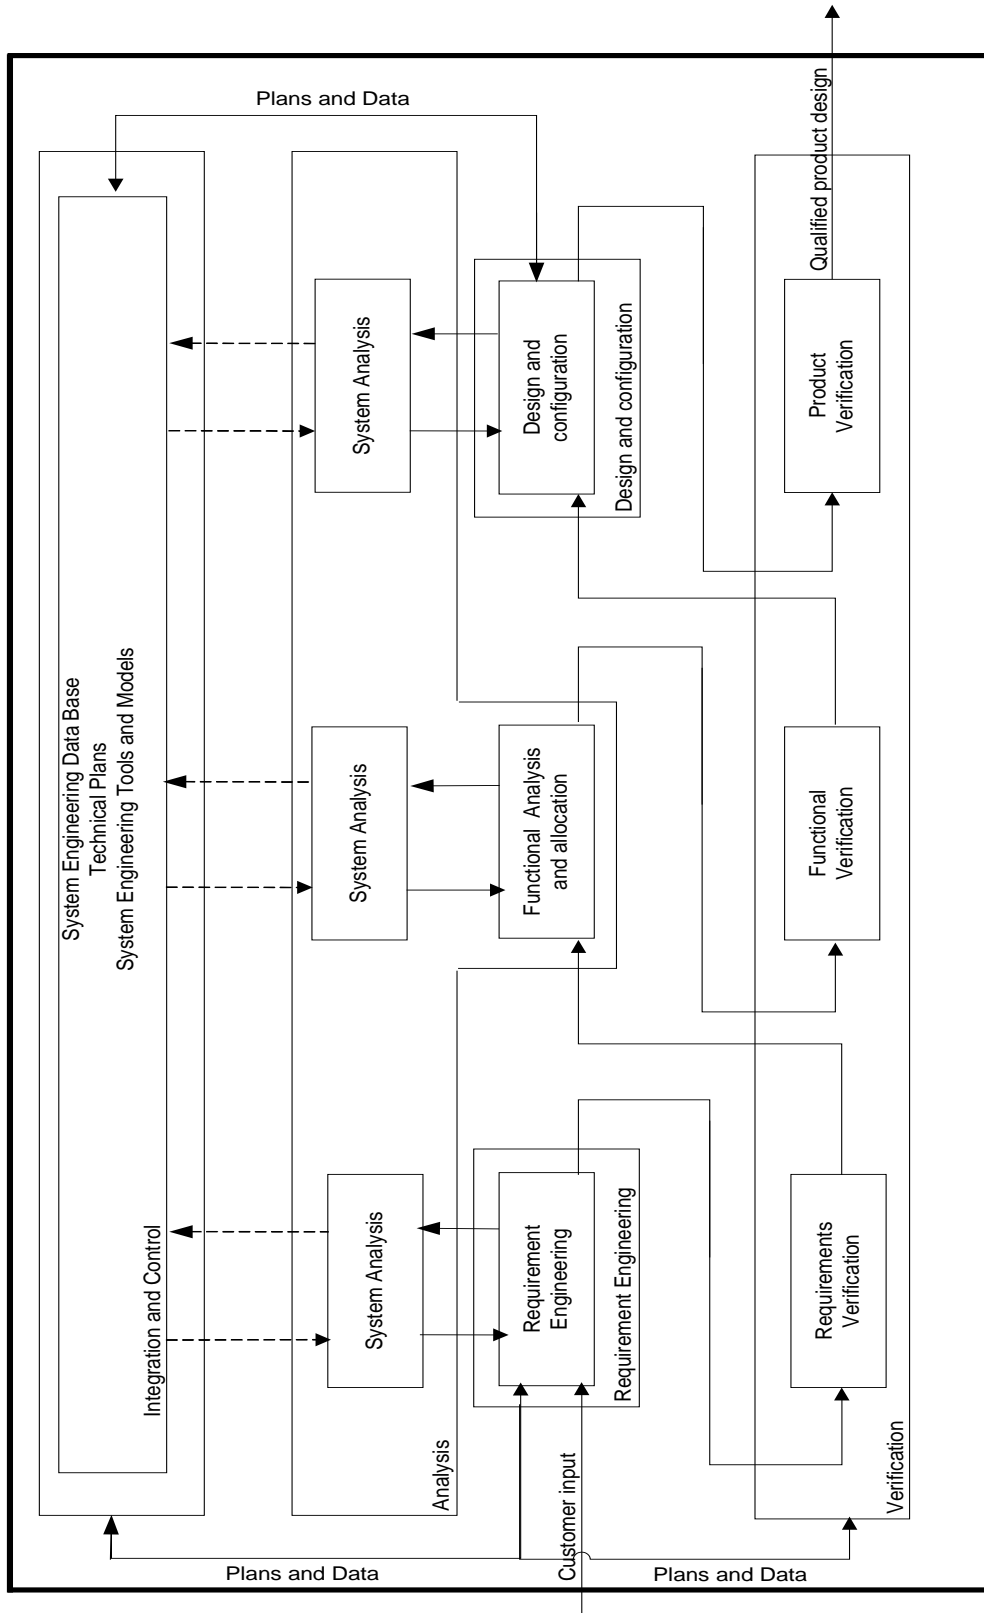 Plans and Data
System Engineering Data Base
Technical Plans
System Engineering Tools and Models
Integration and Control
System Analysis
System Analysis
System Analysis
Analysis
Requirement
Engineering
Requirement Engineering
Functional Analysis
and allocation
Design and
configuration
Design and configuration
Requirements
Verification
Functional
Verification
Product
Verification
Verification
Customer input
Qualified product design
Plans and Data
Plans and Data